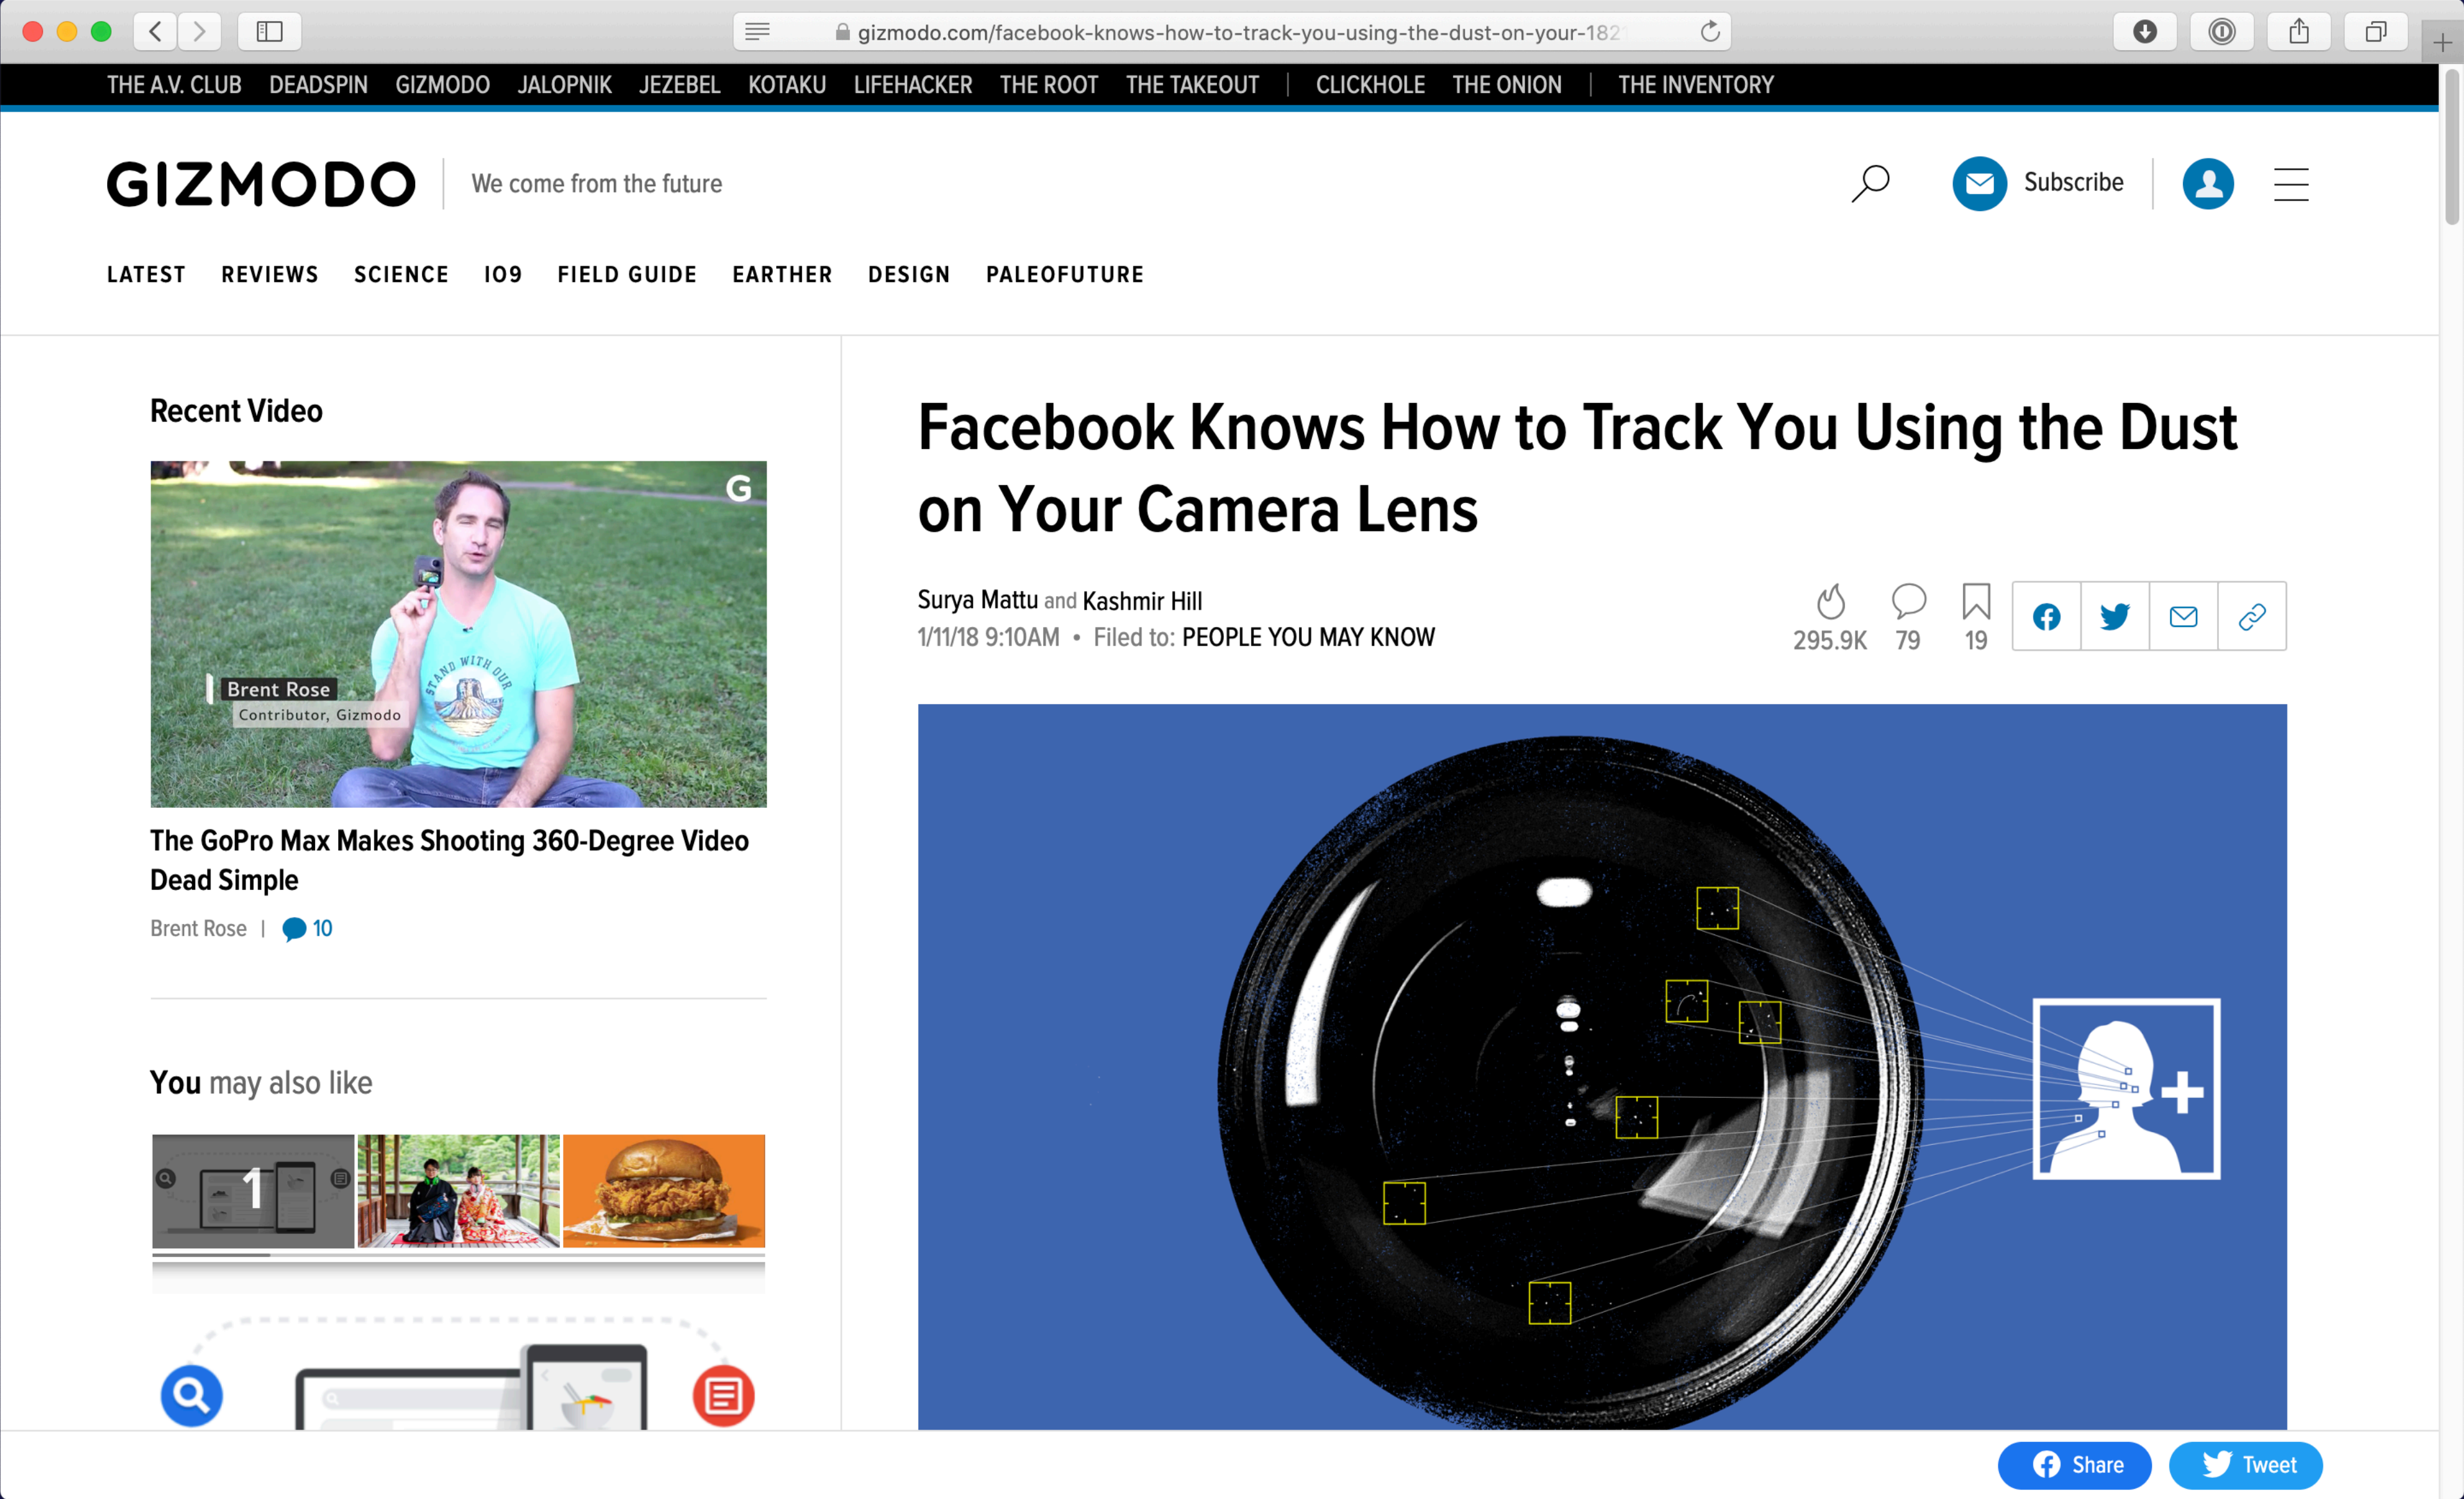 gizmodo.com/facebook-knows-how-to-track-you-using-the-dust-on-your-182
THE A.V. CLUB DEADSPIN GIZMODO JALOPNIK JEZEBEL KOTAKU LIFEHACKER THE ROOT THE TAKEOUT | CLICKHOLE THE ONION | THE INVENTORY
GIZMODO We come from the future Subscribe
LATEST REVIEWS SCIENCE IO9 FIELD GUIDE EARTHER DESIGN PALEOFUTURE
Recent Video
G
STAND WITH OUR
Brent Rose
Contributor, Gizmodo
The GoPro Max Makes Shooting 360-Degree Video
Dead Simple
Brent Rose | 10
You may also like
1
Facebook Knows How to Track You Using the Dust
on Your Camera Lens
Surya Mattu and Kashmir Hill
1/11/18 9:10AM • Filed to: PEOPLE YOU MAY KNOW
295.9K 79 19
Share Tweet